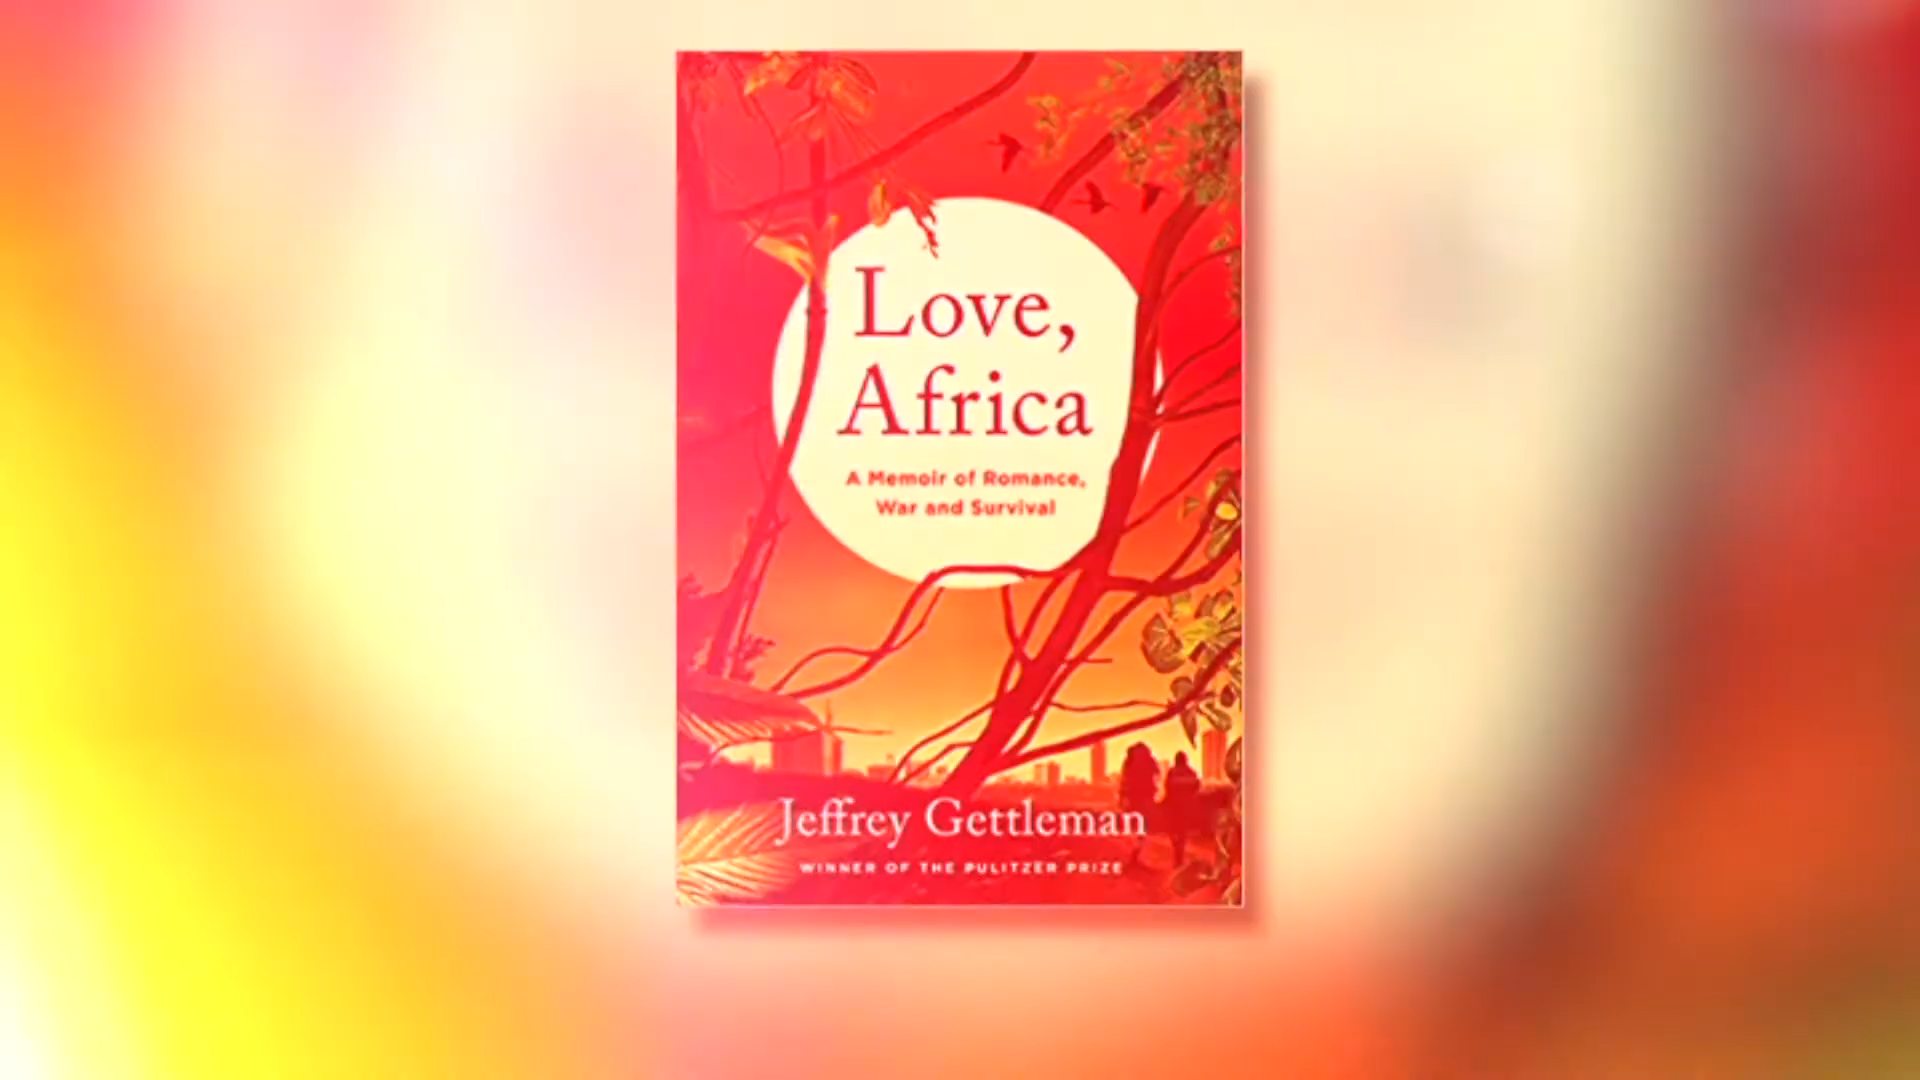 Love,
Africa
A Memoir of Romance,
War and Survival
Jeffrey Gettleman
WINNER OF THE PULITZER PRIZE